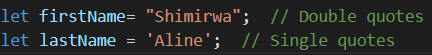 let firstName= "Shimirwa";  // Double quotes
let lastName = 'Aline';  // Single quotes